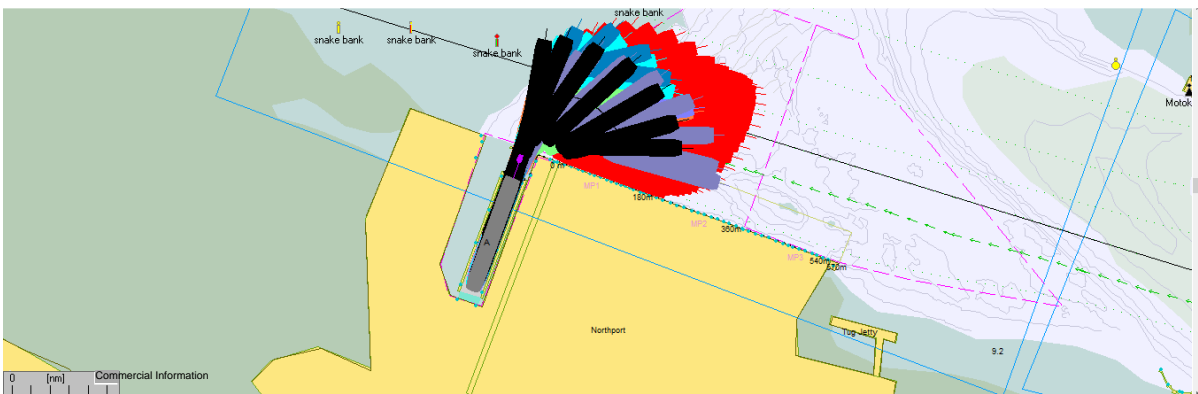 snake bank
snake bank
snake bank
snake bank
Motok
0 m
MP1
180m
MP2
360m
A
MP3
540m
570m
Northport
Tug Jetty
9.2
0 [nm]
Commercial Information